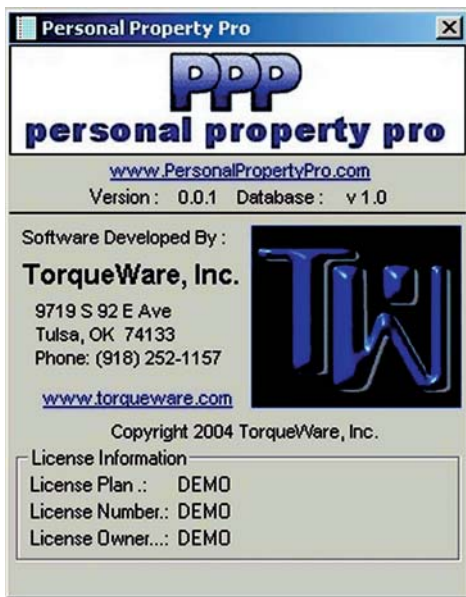 Personal Property Pro
PPP
personal property pro
www.PersonalPropertyPro.com
Version : 0.0.1 Database : v 1.0
Software Developed By :
TorqueWare, Inc.
9719 S 92 E Ave
Tulsa, OK 74133
Phone: (918) 252-1157
www.torqueware.com
TW
Copyright 2004 TorqueWare, Inc.
License Information
License Plan .: DEMO
License Number.: DEMO
License Owner...: DEMO